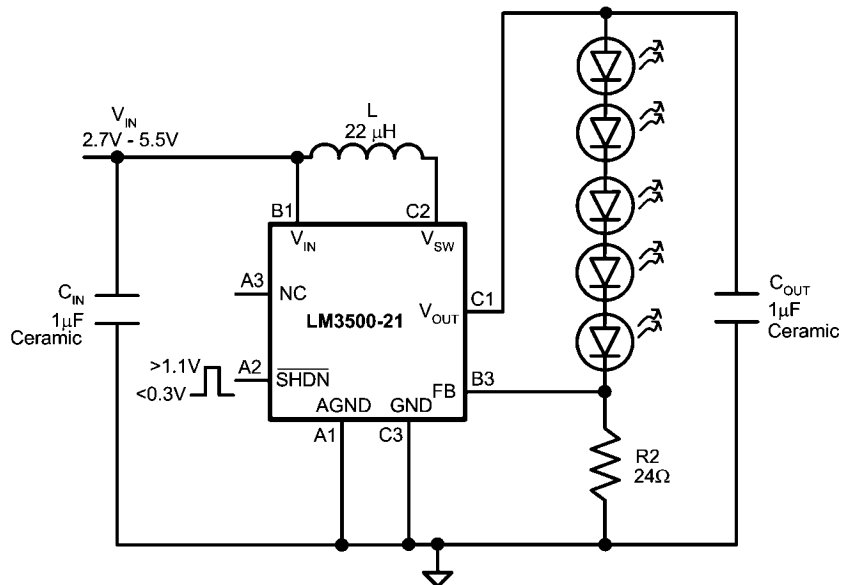 V_IN
2.7V - 5.5V
L
22 μH
B1
C2
V_IN
V_SW
A3
NC
C1
C_IN
1μF
Ceramic
LM3500-21
V_OUT
C_OUT
1μF
Ceramic
>1.1V
<0.3V
A2
SHDN
FB
B3
AGND
GND
A1
C3
R2
24Ω